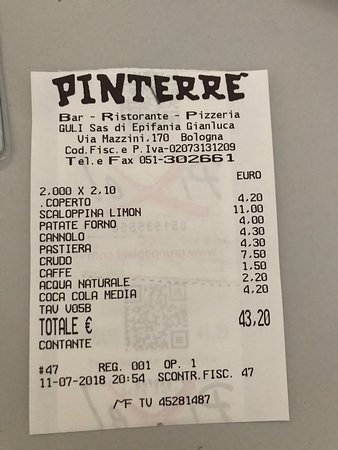 PINTERRÉ
Bar - Ristorante - Pizzeria
GULI Sas di Epifania Gianluca
Via Mazzini,170 Bologna
Cod.Fisc.e P.Iva-02073131209
Tel.e Fax 051-302661
EURO
2,000 X 2,10
.COPERTO 4,20
SCALOPPINA LIMON 11,00
PATATE FORNO 4,00
CANNOLO 4,30
PASTIERA 4,30
CRUDO 7,50
CAFFE 1,50
ACQUA NATURALE 2,20
COCA COLA MEDIA 4,20
TAV V05B
TOTALE € 43,20
CONTANTE
#47 REG. 001 OP. 1
11-07-2018 20:54 SCONTR.FISC. 47
MF TV 45281487